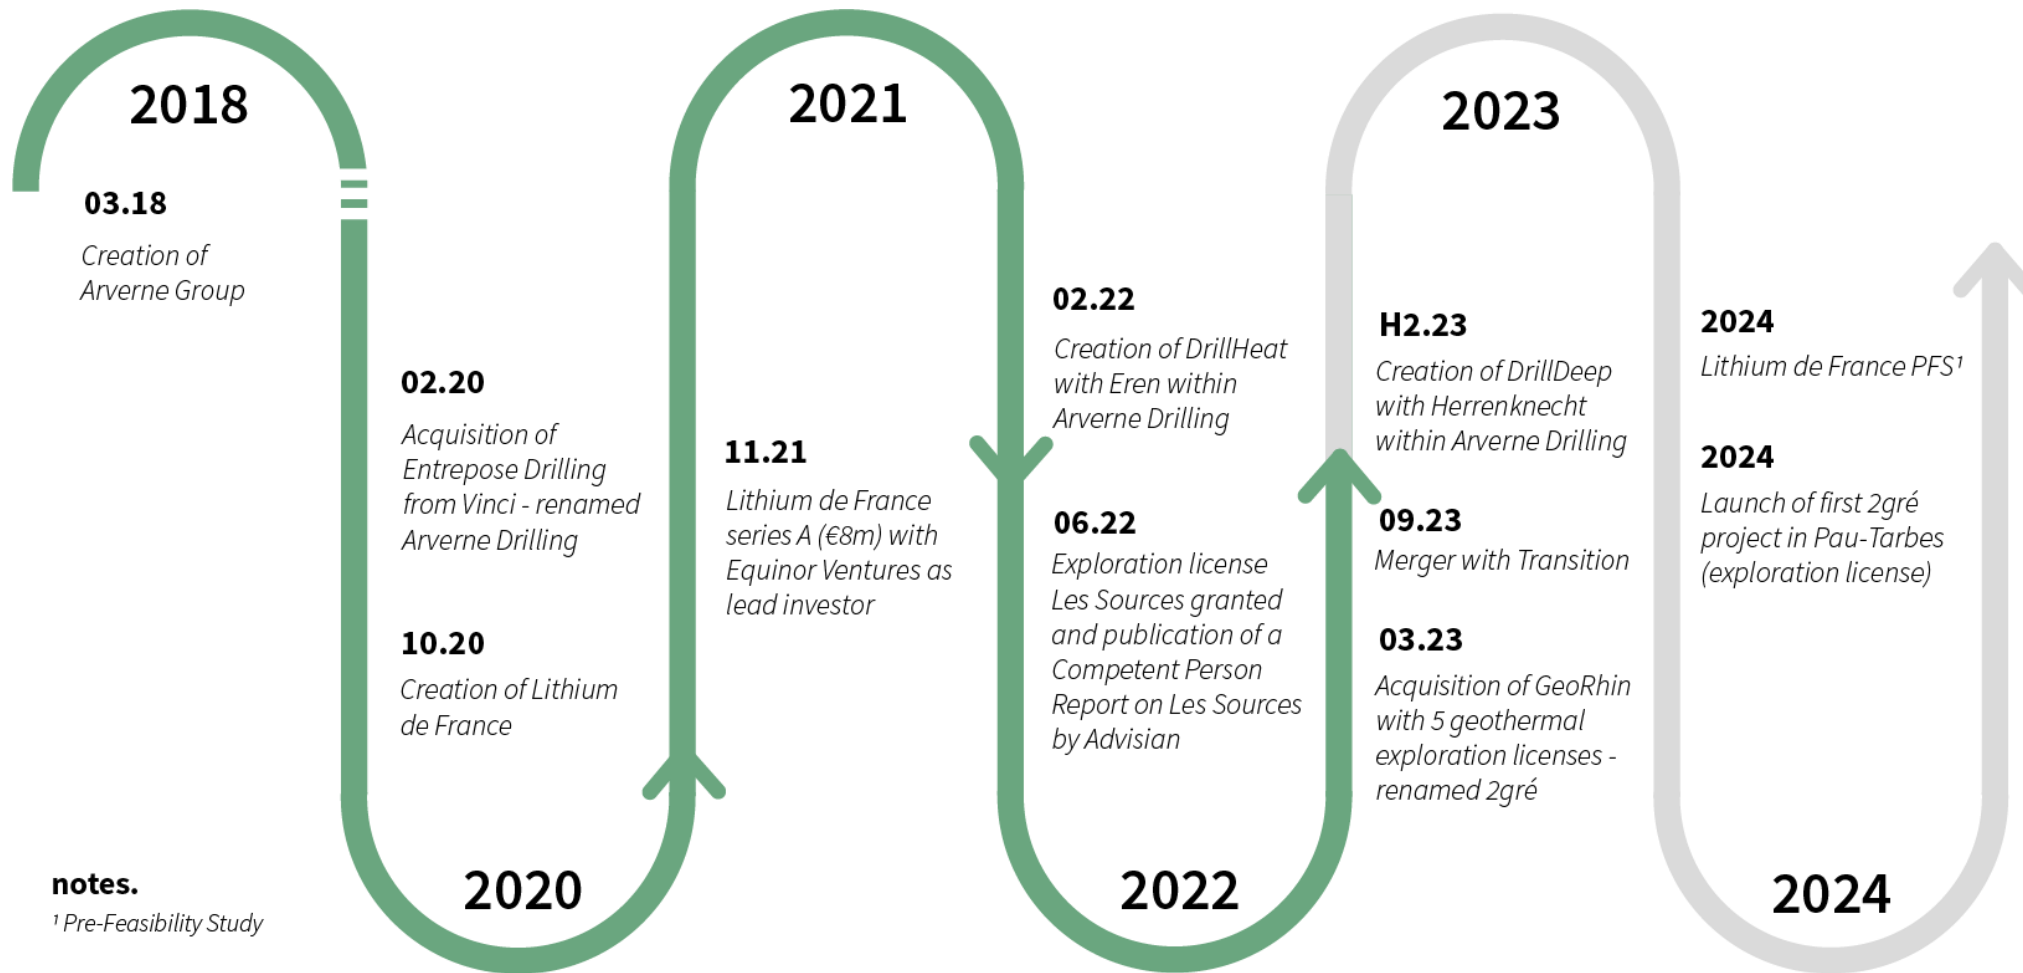 2018
03.18
Creation of
Arverne Group
02.20
Acquisition of
Entrepose Drilling
from Vinci - renamed
Arverne Drilling
10.20
Creation of Lithium
de France
2020
2021
11.21
Lithium de France
series A (€8m) with
Equinor Ventures as
lead investor
02.22
Creation of DrillHeat
with Eren within
Arverne Drilling
06.22
Exploration license
Les Sources granted
and publication of a
Competent Person
Report on Les Sources
by Advisian
2022
2023
H2.23
Creation of DrillDeep
with Herrenknecht
within Arverne Drilling
09.23
Merger with Transition
03.23
Acquisition of GeoRhin
with 5 geothermal
exploration licenses -
renamed 2gré
2024
Lithium de France PFS¹
2024
Launch of first 2gré
project in Pau-Tarbes
(exploration license)
2024
notes.
¹ Pre-Feasibility Study